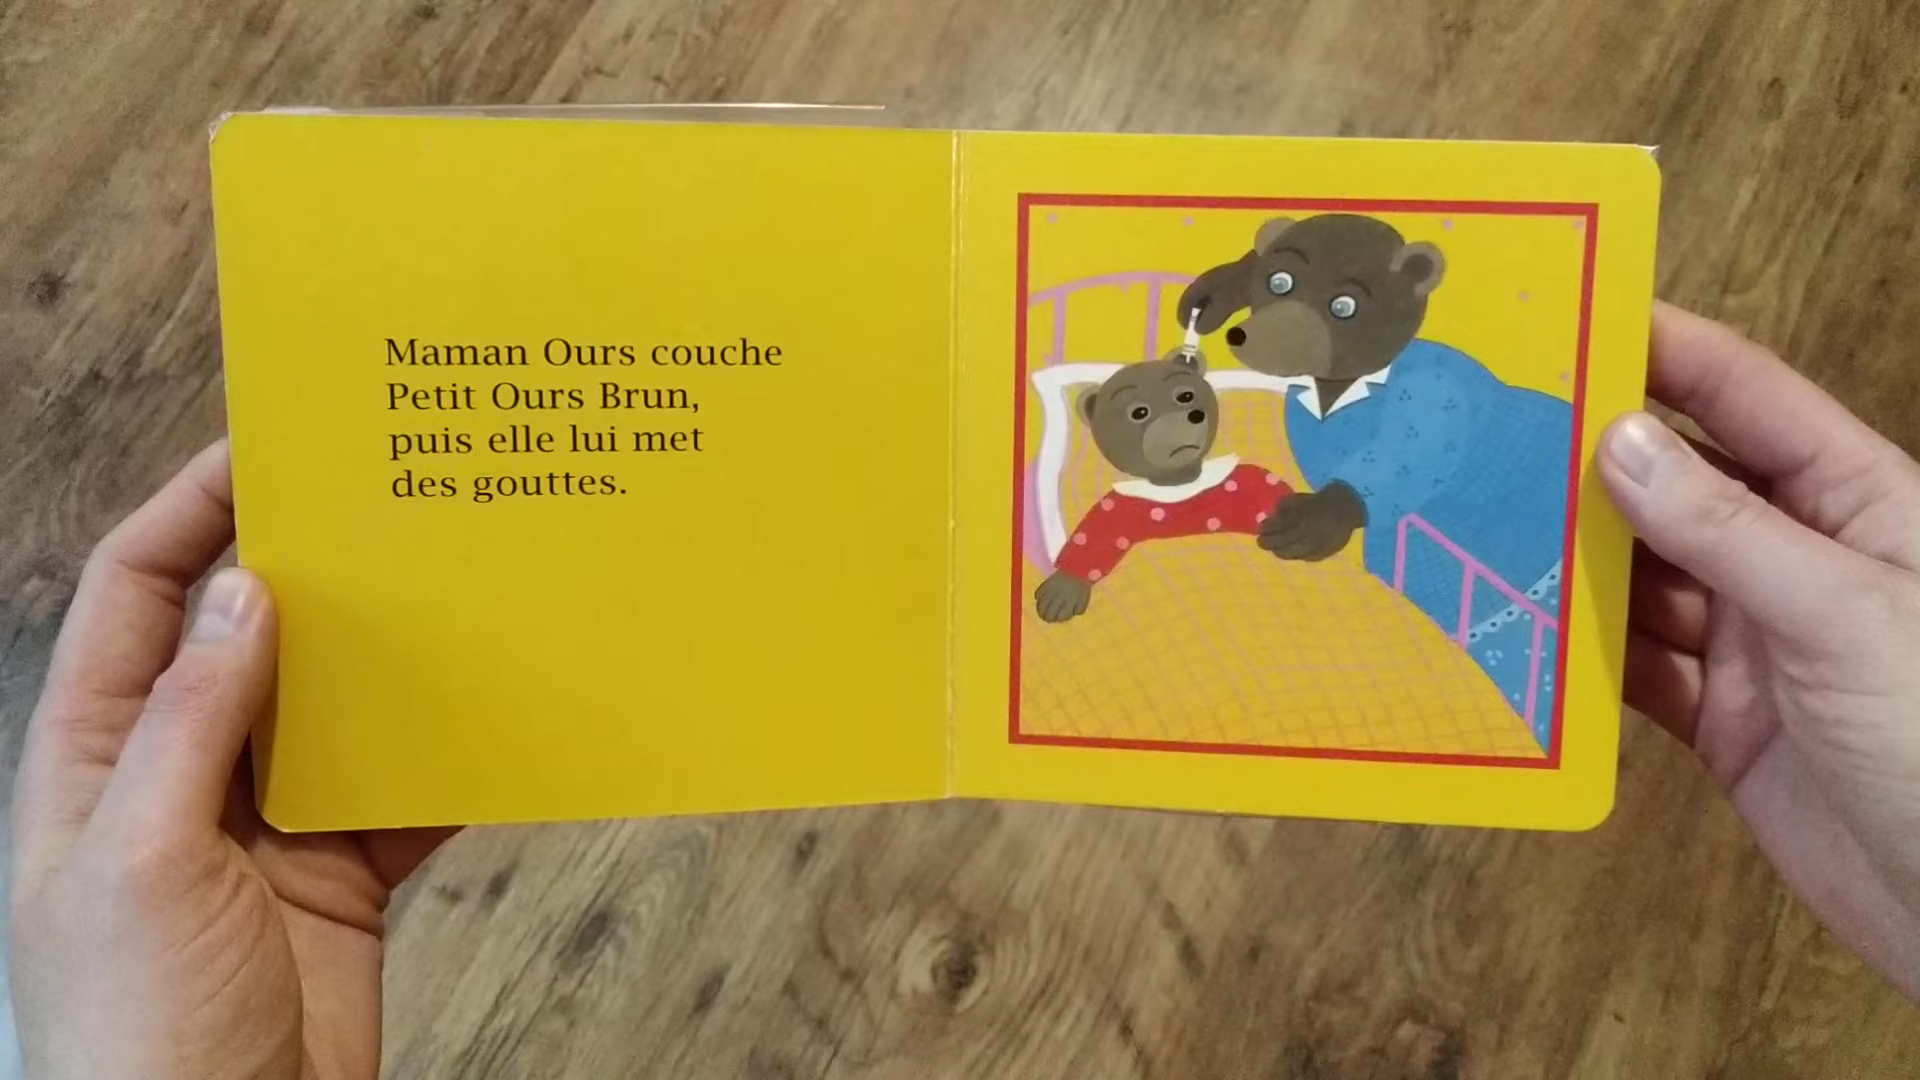 Maman Ours couche
Petit Ours Brun,
puis elle lui met
des gouttes.